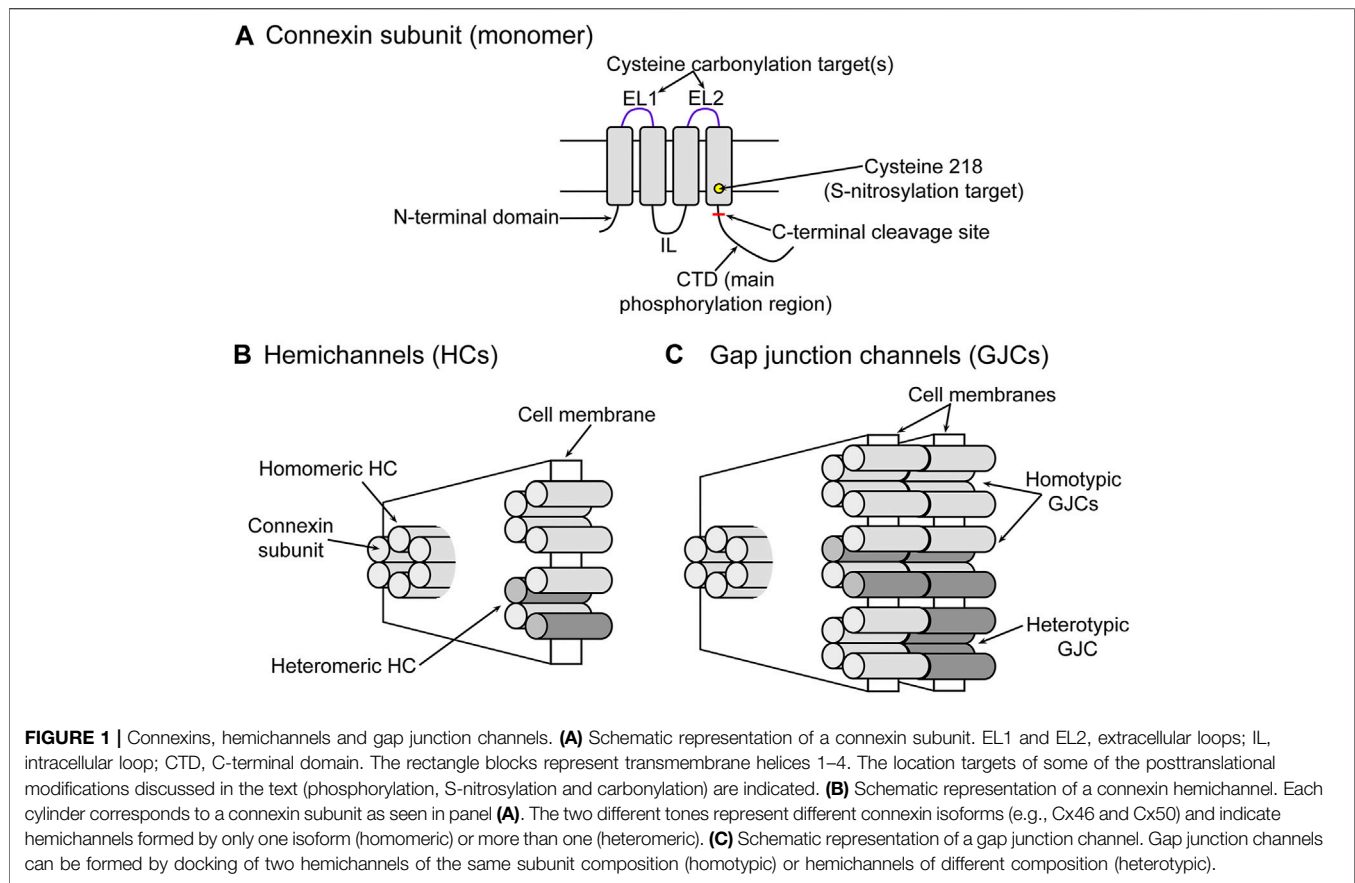 A Connexin subunit (monomer)
Cysteine carbonylation target(s)
EL1 EL2
Cysteine 218
(S-nitrosylation target)
N-terminal domain
C-terminal cleavage site
IL
CTD (main
phosphorylation region)
B Hemichannels (HCs)
Cell membrane
Homomeric HC
Connexin
subunit
Heteromeric HC
C Gap junction channels (GJCs)
Cell membranes
Homotypic
GJCs
Heterotypic
GJC
FIGURE 1 | Connexins, hemichannels and gap junction channels. (A) Schematic representation of a connexin subunit. EL1 and EL2, extracellular loops; IL,
intracellular loop; CTD, C-terminal domain. The rectangle blocks represent transmembrane helices 1–4. The location targets of some of the posttranslational
modifications discussed in the text (phosphorylation, S-nitrosylation and carbonylation) are indicated. (B) Schematic representation of a connexin hemichannel. Each
cylinder corresponds to a connexin subunit as seen in panel (A). The two different tones represent different connexin isoforms (e.g., Cx46 and Cx50) and indicate
hemichannels formed by only one isoform (homomeric) or more than one (heteromeric). (C) Schematic representation of a gap junction channel. Gap junction channels
can be formed by docking of two hemichannels of the same subunit composition (homotypic) or hemichannels of different composition (heterotypic).